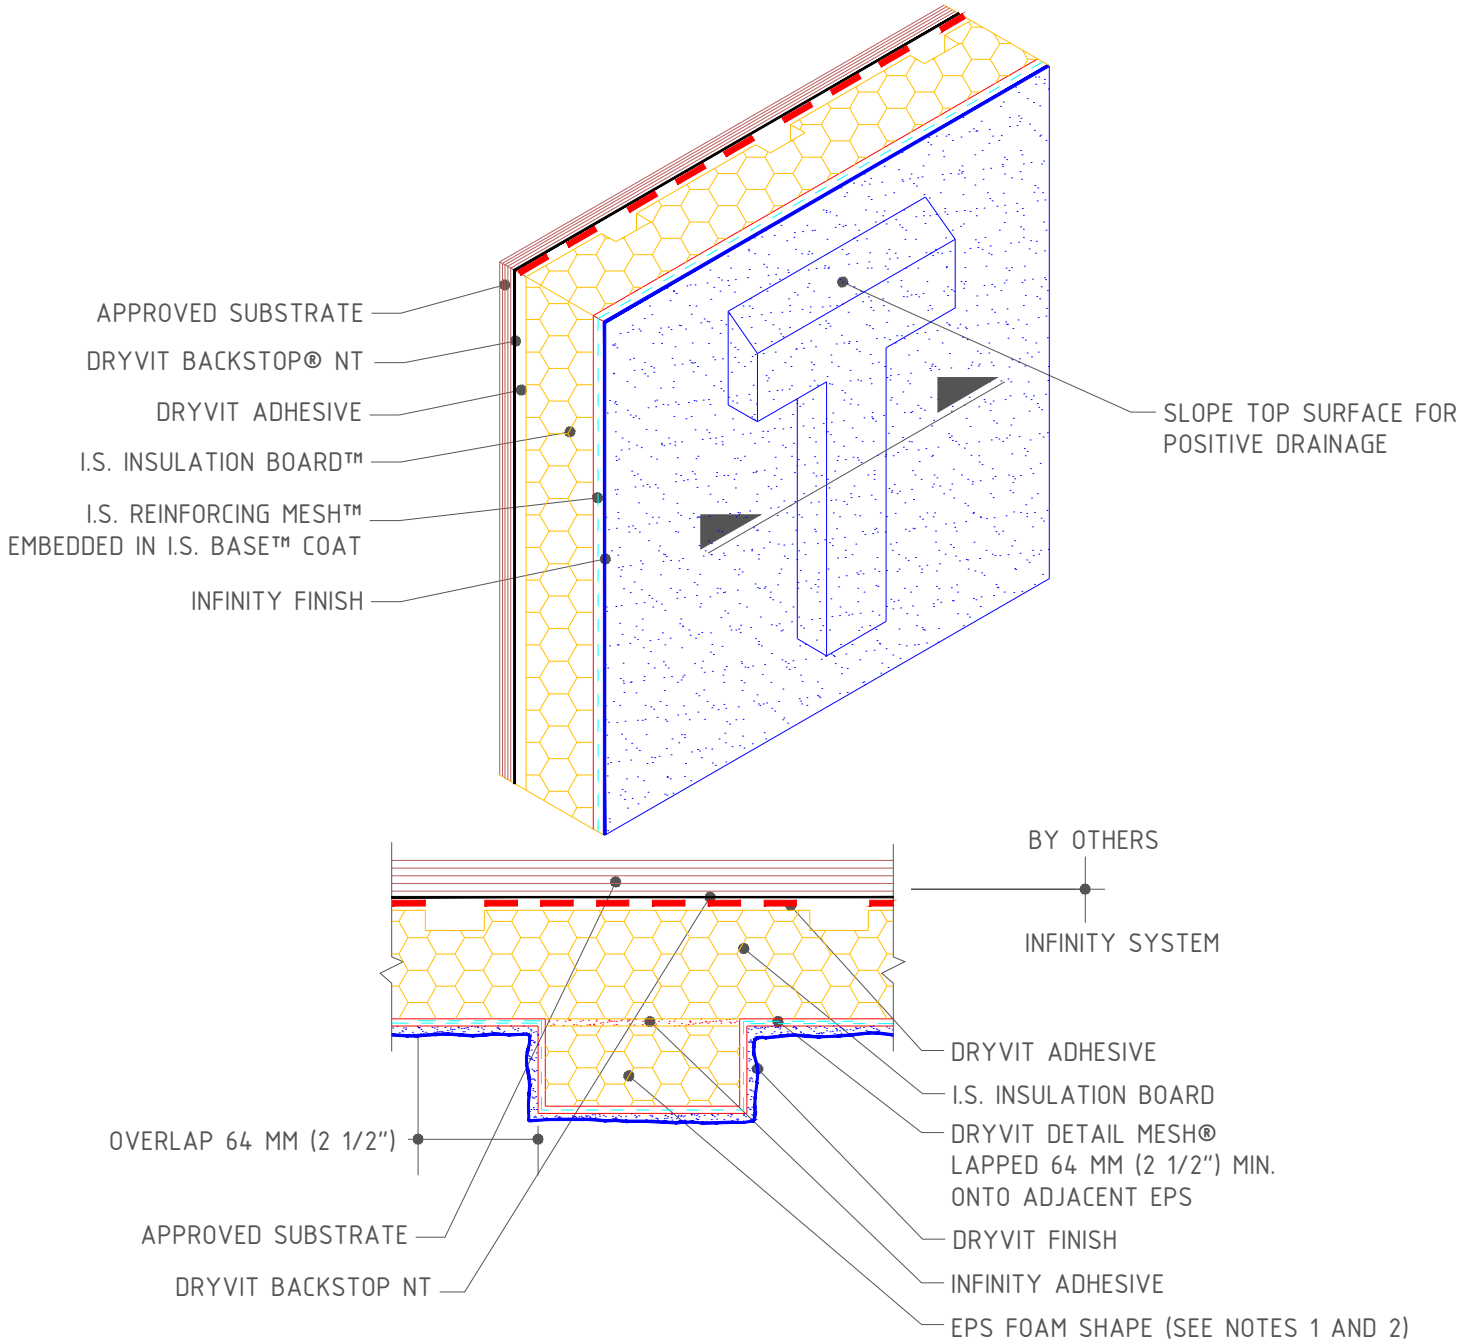 APPROVED SUBSTRATE
DRYVIT BACKSTOP® NT
DRYVIT ADHESIVE
I.S. INSULATION BOARD™
I.S. REINFORCING MESH™
EMBEDDED IN I.S. BASE™ COAT
INFINITY FINISH
SLOPE TOP SURFACE FOR
POSITIVE DRAINAGE
BY OTHERS
INFINITY SYSTEM
OVERLAP 64 MM (2 1/2")
APPROVED SUBSTRATE
DRYVIT BACKSTOP NT
DRYVIT ADHESIVE
I.S. INSULATION BOARD
DRYVIT DETAIL MESH®
LAPPED 64 MM (2 1/2") MIN.
ONTO ADJACENT EPS
DRYVIT FINISH
INFINITY ADHESIVE
EPS FOAM SHAPE (SEE NOTES 1 AND 2)